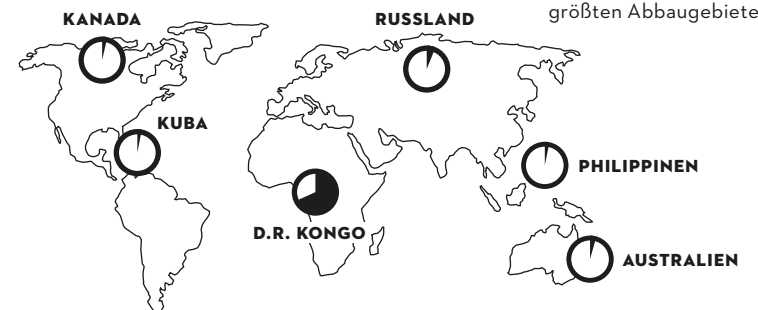 größten Abbaugebiete
KANADA
RUSSLAND
KUBA
PHILIPPINEN
D.R. KONGO
AUSTRALIEN